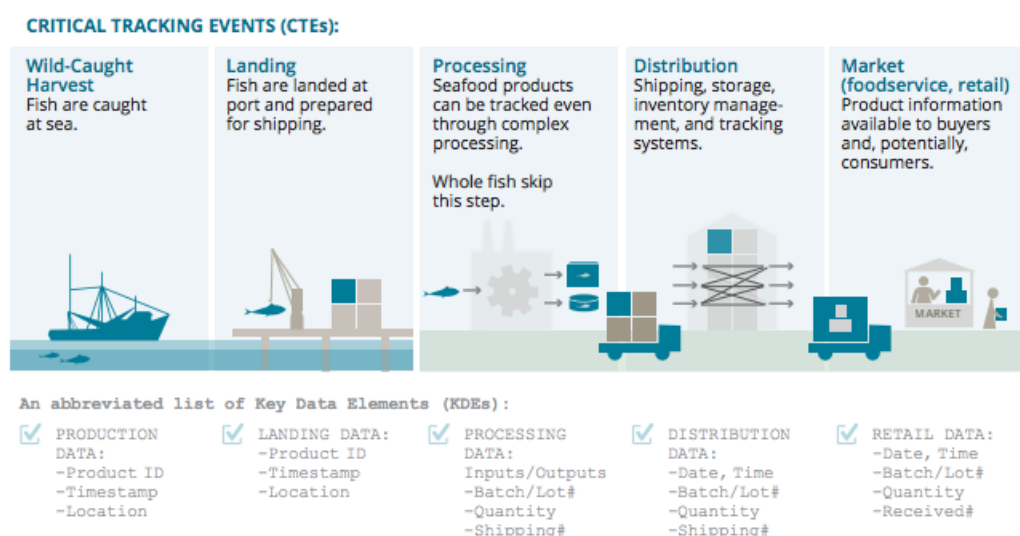 CRITICAL TRACKING EVENTS (CTEs):
Wild-Caught
Harvest
Fish are caught
at sea.
Landing
Fish are landed at
port and prepared
for shipping.
Processing
Seafood products
can be tracked even
through complex
processing.
Whole fish skip
this step.
Distribution
Shipping, storage,
inventory manage-
ment, and tracking
systems.
Market
(foodservice, retail)
Product information
available to buyers
and, potentially,
consumers.
MARKET
An abbreviated list of Key Data Elements (KDEs):
PRODUCTION
DATA:
-Product ID
-Timestamp
-Location
LANDING DATA:
-Product ID
-Timestamp
-Location
PROCESSING
DATA:
Inputs/Outputs
-Batch/Lot#
-Quantity
-Shipping#
DISTRIBUTION
DATA:
-Date, Time
-Batch/Lot#
-Quantity
-Shipping#
RETAIL DATA:
-Date, Time
-Batch/Lot#
-Quantity
-Received#